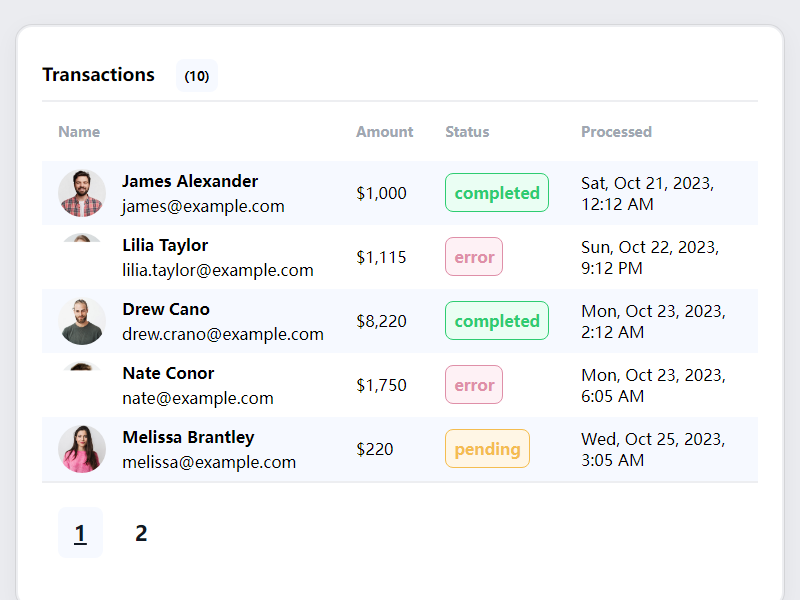 Transactions (10)
Name Amount Status Processed
James Alexander
james@example.com
$1,000
completed
Sat, Oct 21, 2023,
12:12 AM
Lilia Taylor
lilia.taylor@example.com
$1,115
error
Sun, Oct 22, 2023,
9:12 PM
Drew Cano
drew.crano@example.com
$8,220
completed
Mon, Oct 23, 2023,
2:12 AM
Nate Conor
nate@example.com
$1,750
error
Mon, Oct 23, 2023,
6:05 AM
Melissa Brantley
melissa@example.com
$220
pending
Wed, Oct 25, 2023,
3:05 AM
1 2